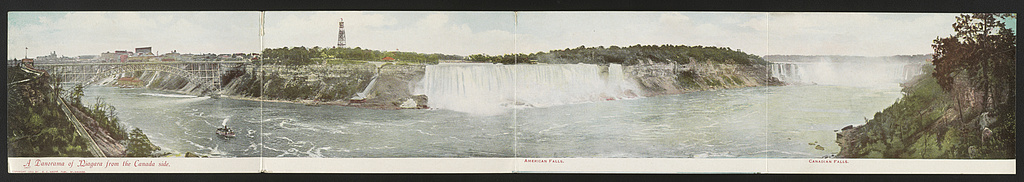 A Panorama of Niagara from the Canada side.
AMERICAN FALLS.
CANADIAN FALLS.